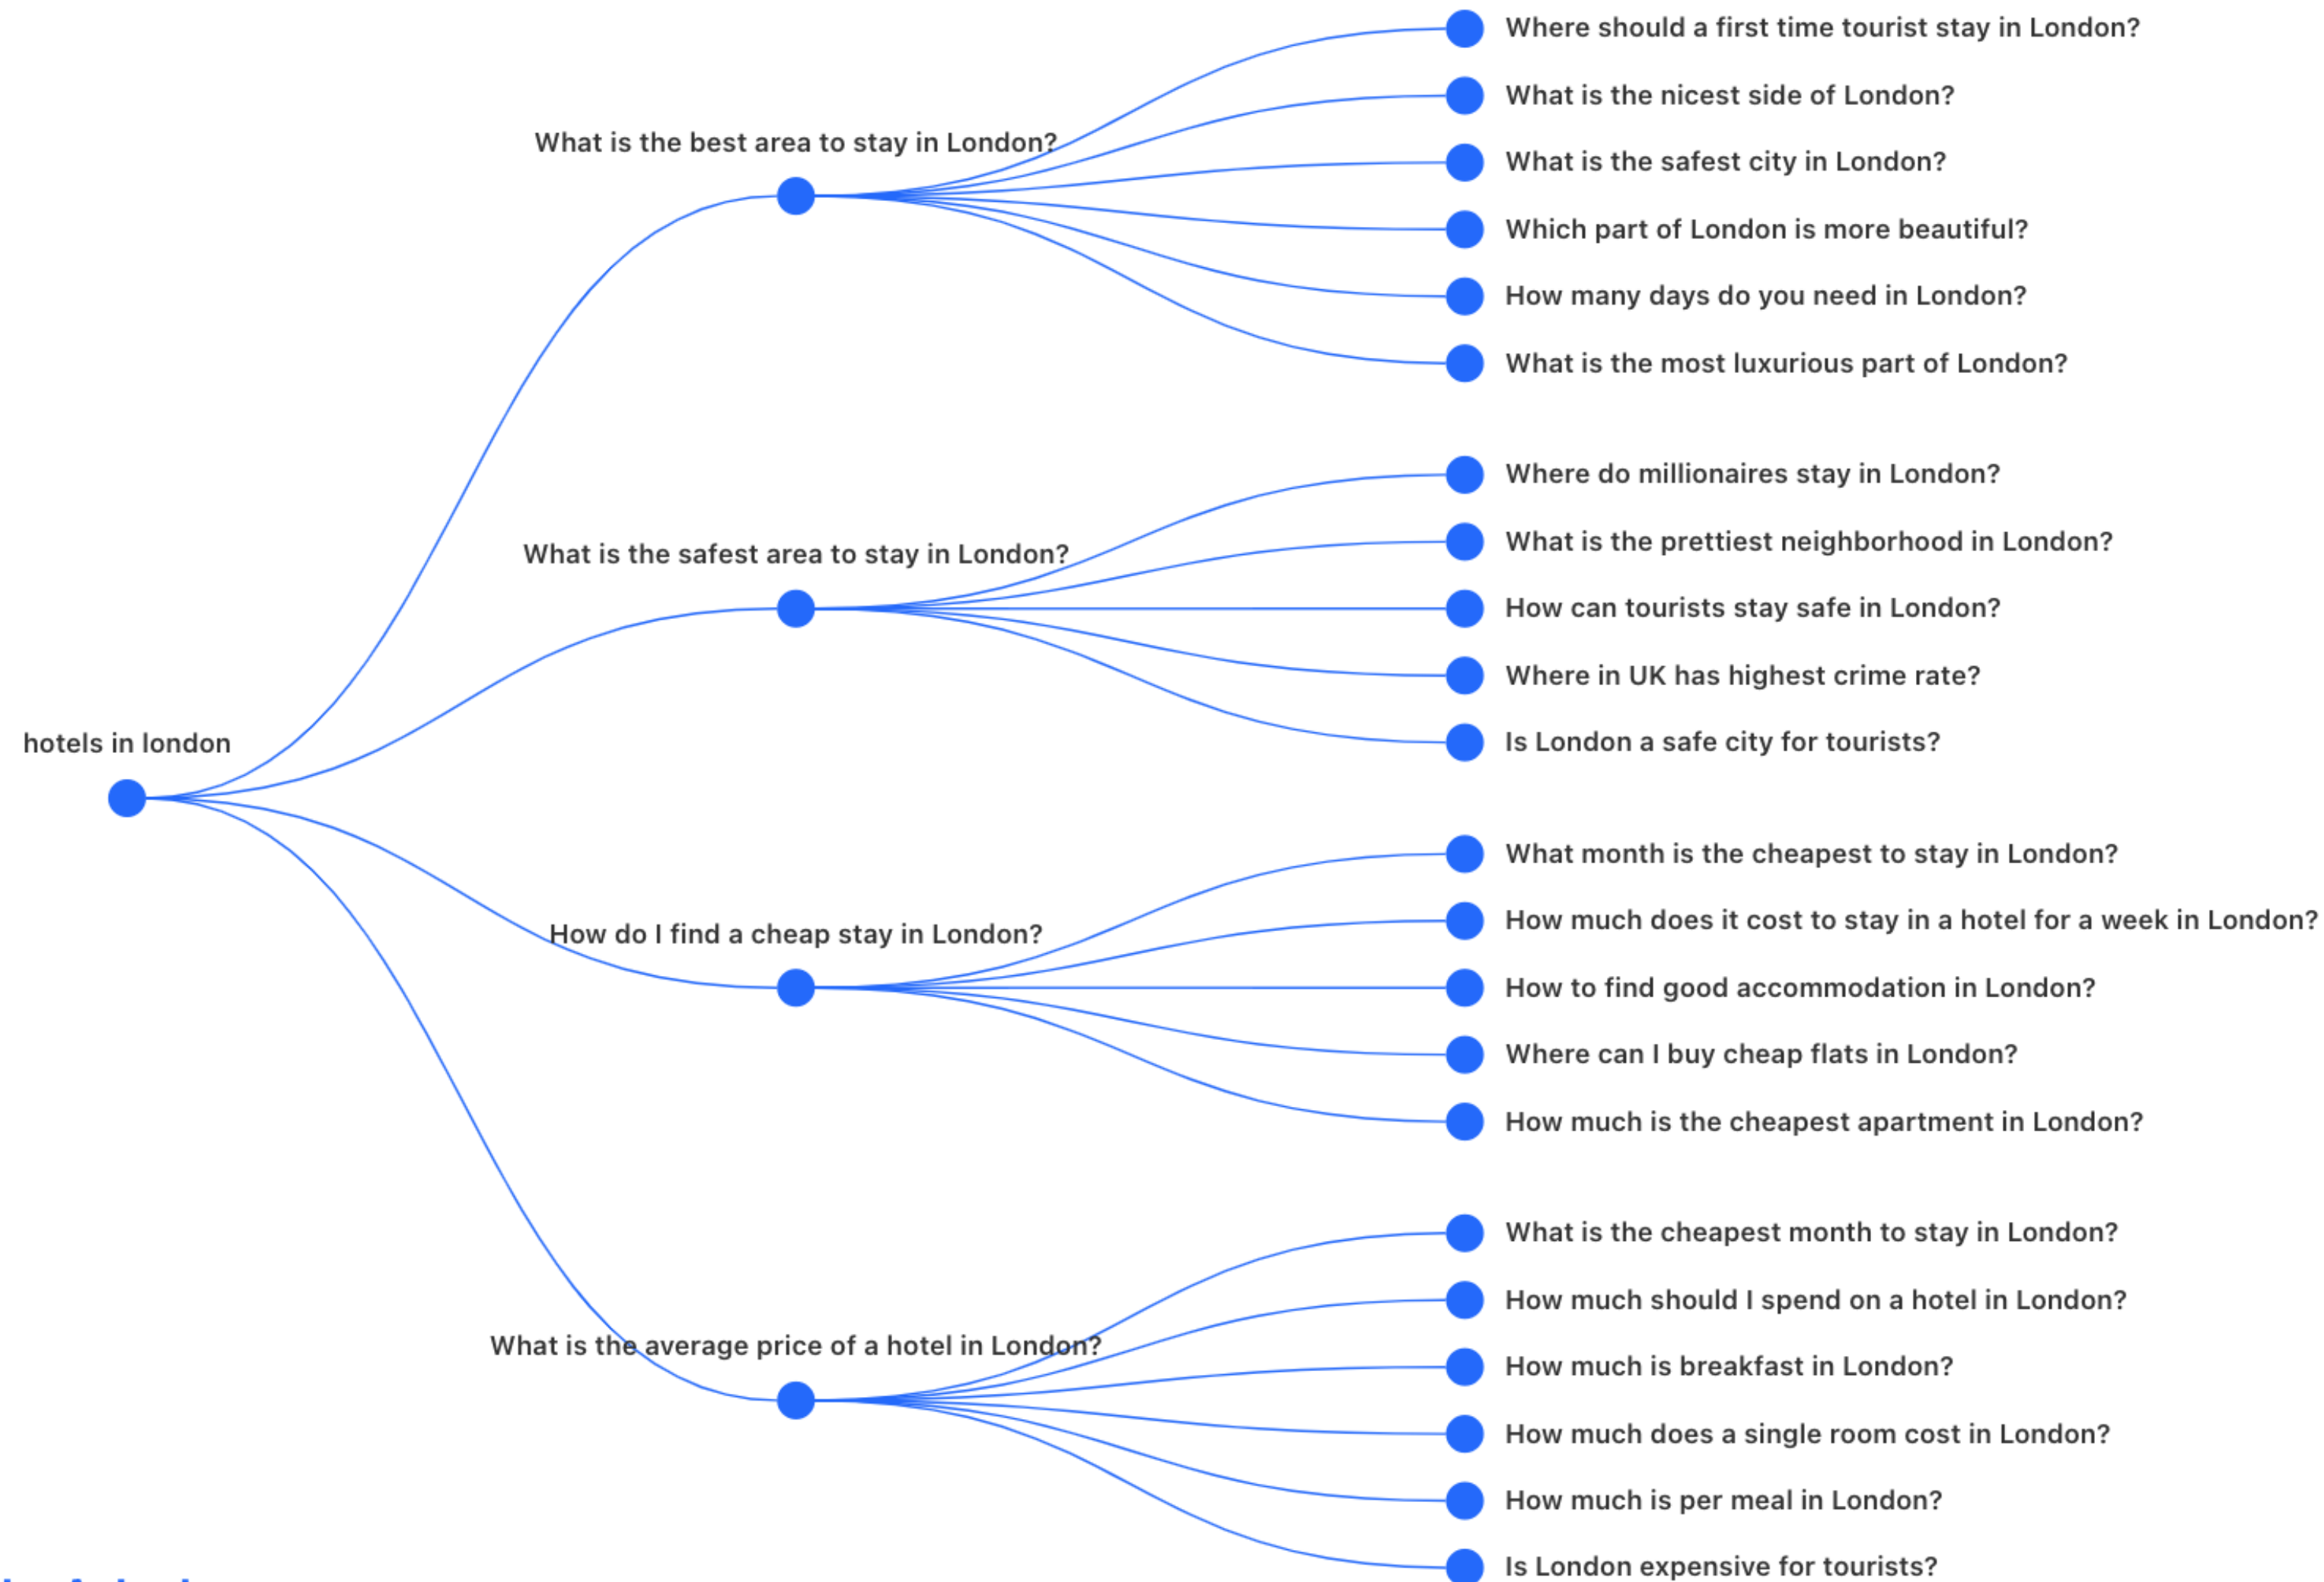 hotels in london
What is the best area to stay in London?
Where should a first time tourist stay in London?
What is the nicest side of London?
What is the safest city in London?
Which part of London is more beautiful?
How many days do you need in London?
What is the most luxurious part of London?
What is the safest area to stay in London?
Where do millionaires stay in London?
What is the prettiest neighborhood in London?
How can tourists stay safe in London?
Where in UK has highest crime rate?
Is London a safe city for tourists?
How do I find a cheap stay in London?
What month is the cheapest to stay in London?
How much does it cost to stay in a hotel for a week in London?
How to find good accommodation in London?
Where can I buy cheap flats in London?
How much is the cheapest apartment in London?
What is the average price of a hotel in London?
What is the cheapest month to stay in London?
How much should I spend on a hotel in London?
How much is breakfast in London?
How much does a single room cost in London?
How much is per meal in London?
Is London expensive for tourists?